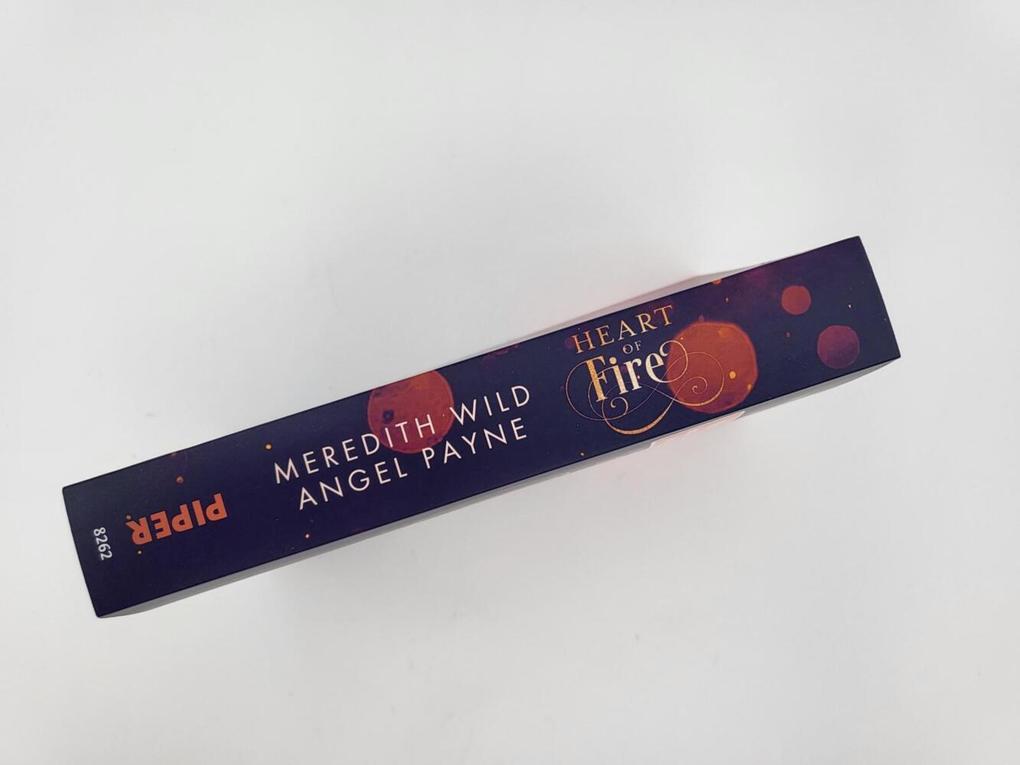 HEART
OF
Fire
MEREDITH WILD
ANGEL PAYNE
PIPER
8262